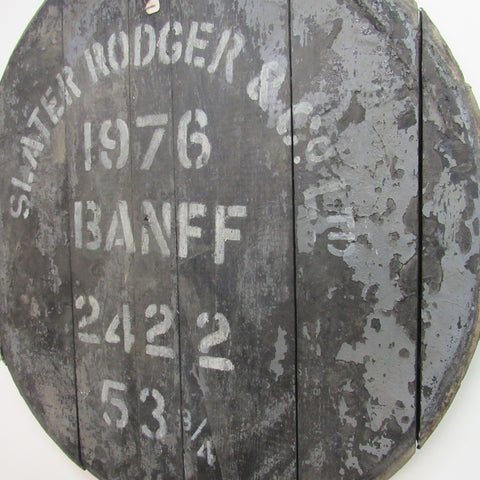 SLATER RODGER & CO. LTD
1976
BANFF
2422
53 3/4